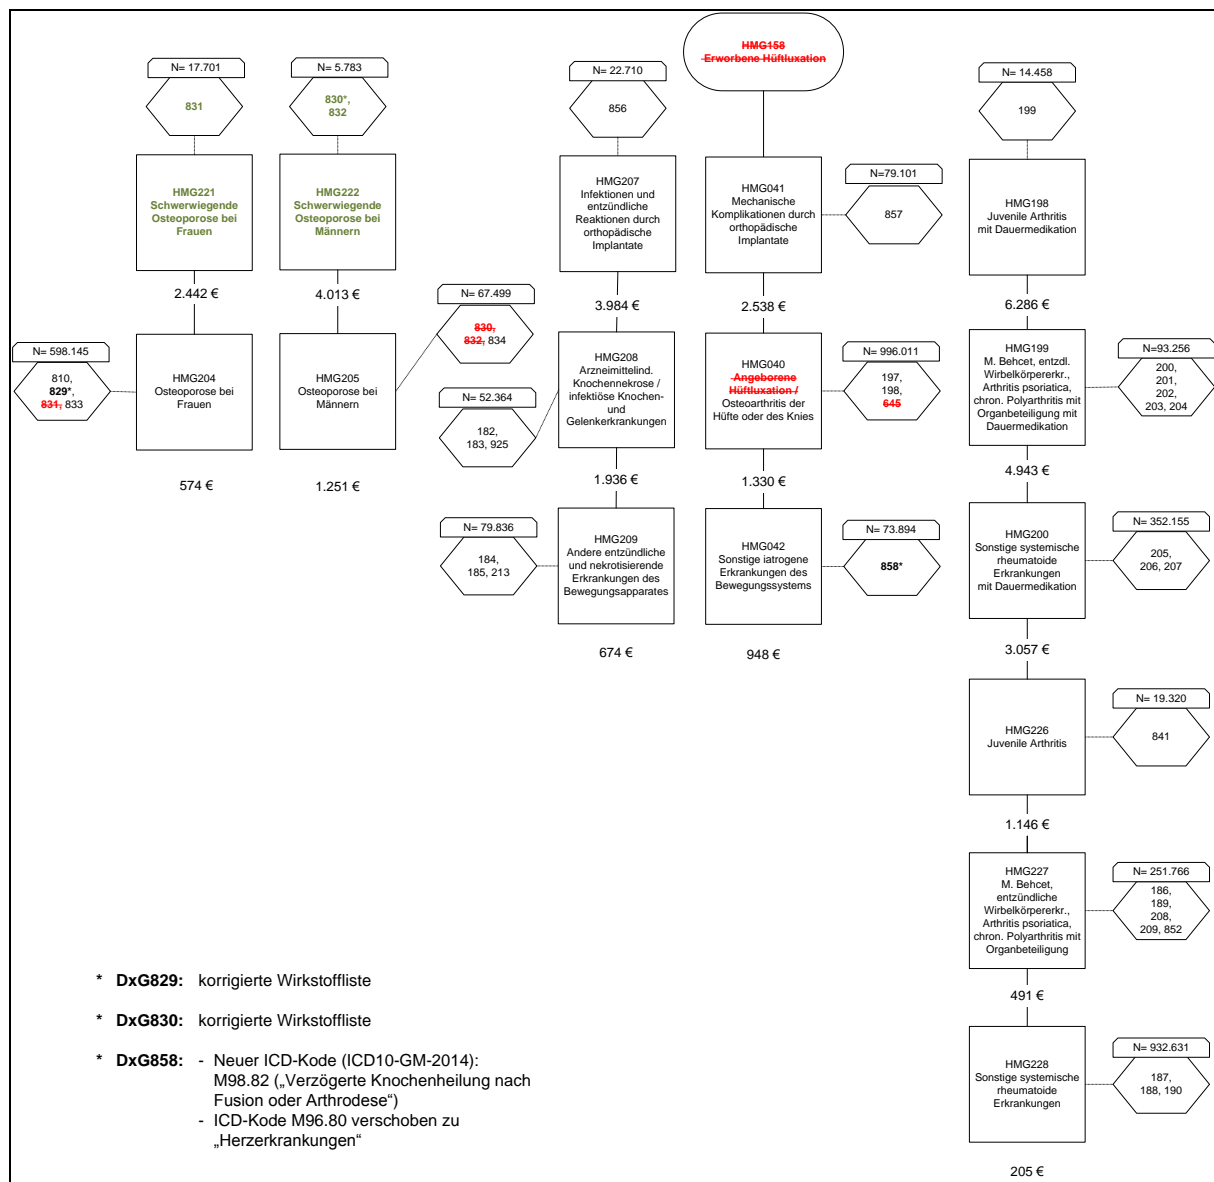 HMG158
Erworbene Hüftluxation
N= 17.701
831
HMG221
Schwerwiegende
Osteoporose bei
Frauen
2.442 €
N= 598.145
810,
829*,
831, 833
HMG204
Osteoporose bei
Frauen
574 €
N= 5.783
830*,
832
HMG222
Schwerwiegende
Osteoporose bei
Männern
4.013 €
N= 67.499
830,
832, 834
HMG205
Osteoporose bei
Männern
1.251 €
N= 22.710
856
HMG207
Infektionen und
entzündliche
Reaktionen durch
orthopädische
Implantate
3.984 €
N= 52.364
182,
183, 925
HMG208
Arzneimittelind.
Knochennekrose /
infektiöse Knochen-
und
Gelenkerkrankungen
1.936 €
N= 79.836
184,
185, 213
HMG209
Andere entzündliche
und nekrotisierende
Erkrankungen des
Bewegungsapparates
674 €
HMG041
Mechanische
Komplikationen durch
orthopädische
Implantate
N=79.101
857
2.538 €
HMG040
Angeborene
Hüftluxation /
Osteoarthritis der
Hüfte oder des Knies
N= 996.011
197,
198,
645
1.330 €
HMG042
Sonstige iatrogene
Erkrankungen des
Bewegungssystems
N= 73.894
858*
948 €
N= 14.458
199
HMG198
Juvenile Arthritis
mit Dauermedikation
6.286 €
HMG199
M. Behcet, entzdl.
Wirbelkörpererkr.,
Arthritis psoriatica,
chron. Polyarthritis mit
Organbeteiligung mit
Dauermedikation
N=93.256
200,
201,
202,
203, 204
4.943 €
HMG200
Sonstige systemische
rheumatoide
Erkrankungen
mit Dauermedikation
N= 352.155
205,
206, 207
3.057 €
HMG226
Juvenile Arthritis
N= 19.320
841
1.146 €
HMG227
M. Behcet,
entzündliche
Wirbelkörpererkr.,
Arthritis psoriatica,
chron. Polyarthritis mit
Organbeteiligung
N= 251.766
186,
189,
208,
209, 852
491 €
HMG228
Sonstige systemische
rheumatoide
Erkrankungen
N= 932.631
187,
188, 190
205 €
* DxG829: korrigierte Wirkstoffliste
* DxG830: korrigierte Wirkstoffliste
* DxG858: - Neuer ICD-Kode (ICD10-GM-2014):
M98.82 („Verzögerte Knochenheilung nach
Fusion oder Arthrodese“)
- ICD-Kode M96.80 verschoben zu
„Herzerkrankungen“